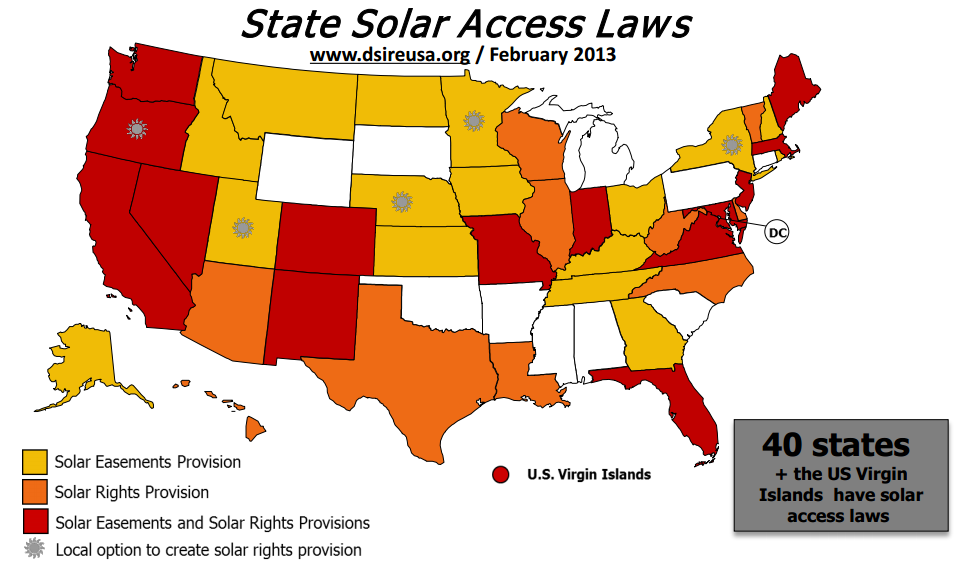 State Solar Access Laws
www.dsireusa.org / February 2013
DC
Solar Easements Provision
Solar Rights Provision
Solar Easements and Solar Rights Provisions
Local option to create solar rights provision
U.S. Virgin Islands
40 states
+ the US Virgin
Islands have solar
access laws